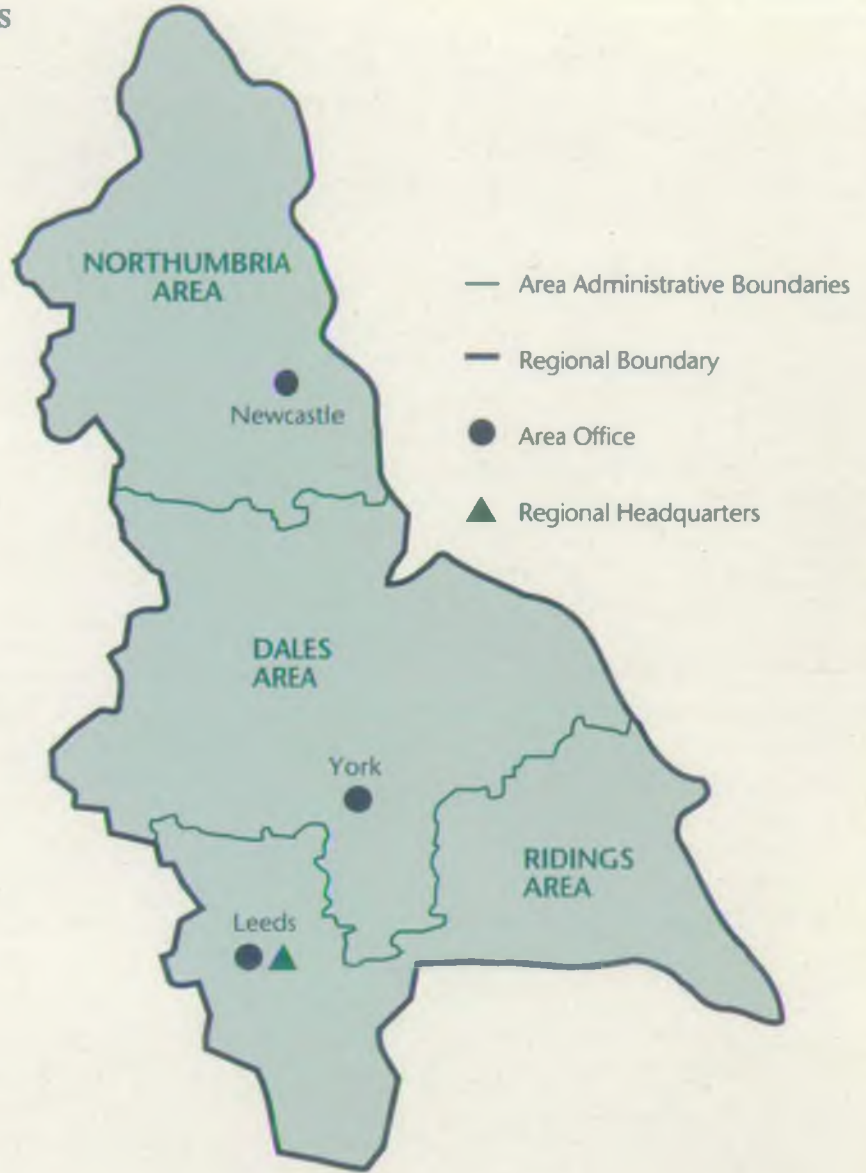 s
NORTHUMBRIA
AREA
Newcastle
Area Administrative Boundaries
Regional Boundary
Area Office
Regional Headquarters
DALES
AREA
York
RIDINGS
AREA
Leeds